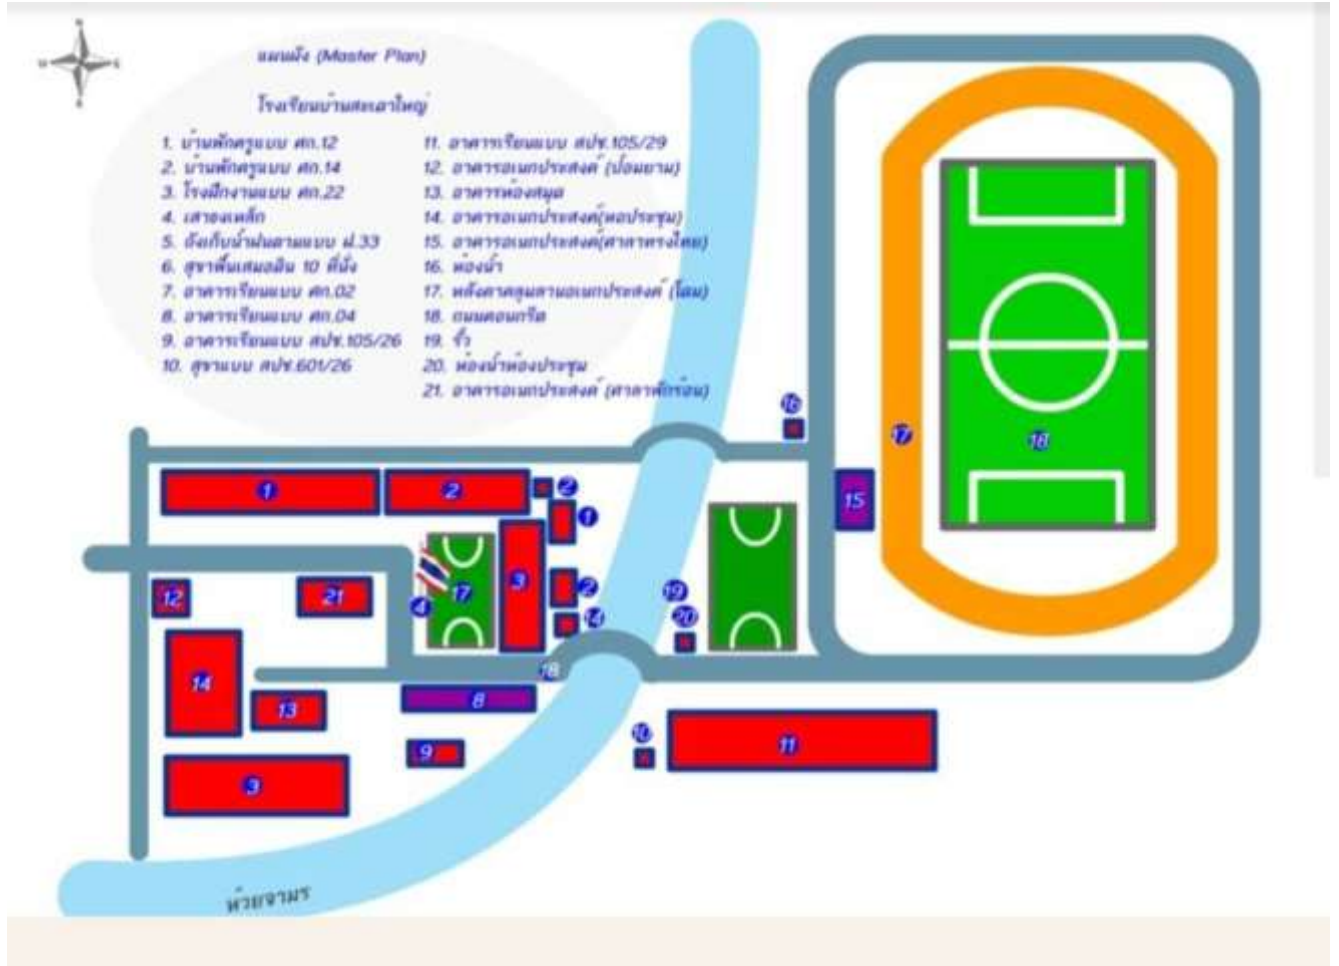 N
W E
S
แผนผัง (Master Plan)
โรงเรียนบ้านสะเดาใหญ่
1. บ้านพักครูแบบ ศก.12
2. บ้านพักครูแบบ ศก.14
3. โรงฝึกงานแบบ ศก.22
4. เสาธงเหล็ก
5. ถังเก็บน้ำฝนตามแบบ ฝ.33
6. สุขาพื้นเสมอดิน 10 ที่นั่ง
7. อาคารเรียนแบบ ศก.02
8. อาคารเรียนแบบ ศก.04
9. อาคารเรียนแบบ สปช.105/26
10. สุขาแบบ สปช.601/26
11. อาคารเรียนแบบ สปช.105/29
12. อาคารอเนกประสงค์ (ป้อมยาม)
13. อาคารห้องสมุด
14. อาคารอเนกประสงค์(หอประชุม)
15. อาคารอเนกประสงค์(ศาลาทรงไทย)
16. ห้องน้ำ
17. หลังคาคลุมลานอเนกประสงค์ (โดม)
18. ถนนคอนกรีต
19. รั้ว
20. ห้องน้ำห้องประชุม
21. อาคารอเนกประสงค์ (ศาลาพักร้อน)
16
17
18
15
1
2
2
1
3
2
14
12
21
4
17
19
20
14
13
18
8
9
10
11
3
ห้วยจามร